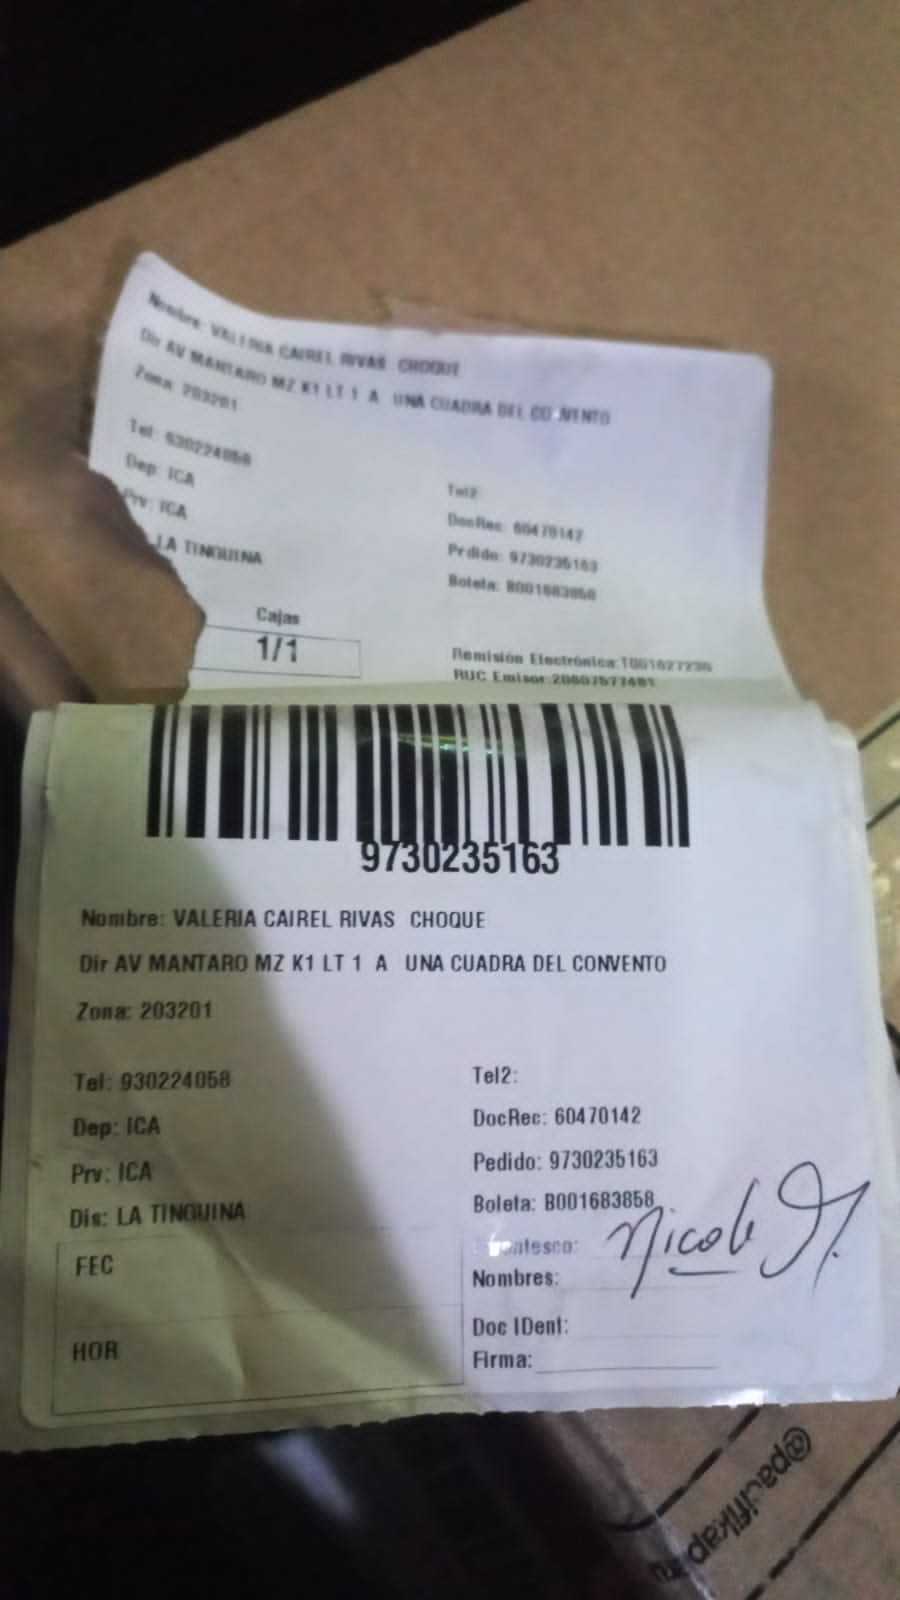 Nombre: VALERIA CAIREL RIVAS CHOQUE
Dir AV MANTARO MZ K1 LT 1 A UNA CUADRA DEL CONVENTO
Zona: 203201
Tel: 930224058
Dep: ICA
Prv: ICA
LA TINGUINA
Tel2:
DocRec: 60470142
Pedido: 9730235163
Boleta: B001683858
Cajas
1/1
Remisión Electrónica:T001627236
RUC Emisor:20607577481
9730235163
Nombre: VALERIA CAIREL RIVAS CHOQUE
Dir AV MANTARO MZ K1 LT 1 A UNA CUADRA DEL CONVENTO
Zona: 203201
Tel: 930224058
Dep: ICA
Prv: ICA
Dis: LA TINGUINA
FEC
HOR
Tel2:
DocRec: 60470142
Pedido: 9730235163
Boleta: B001683858
Nicole
Nombres:
Doc IDent:
Firma: